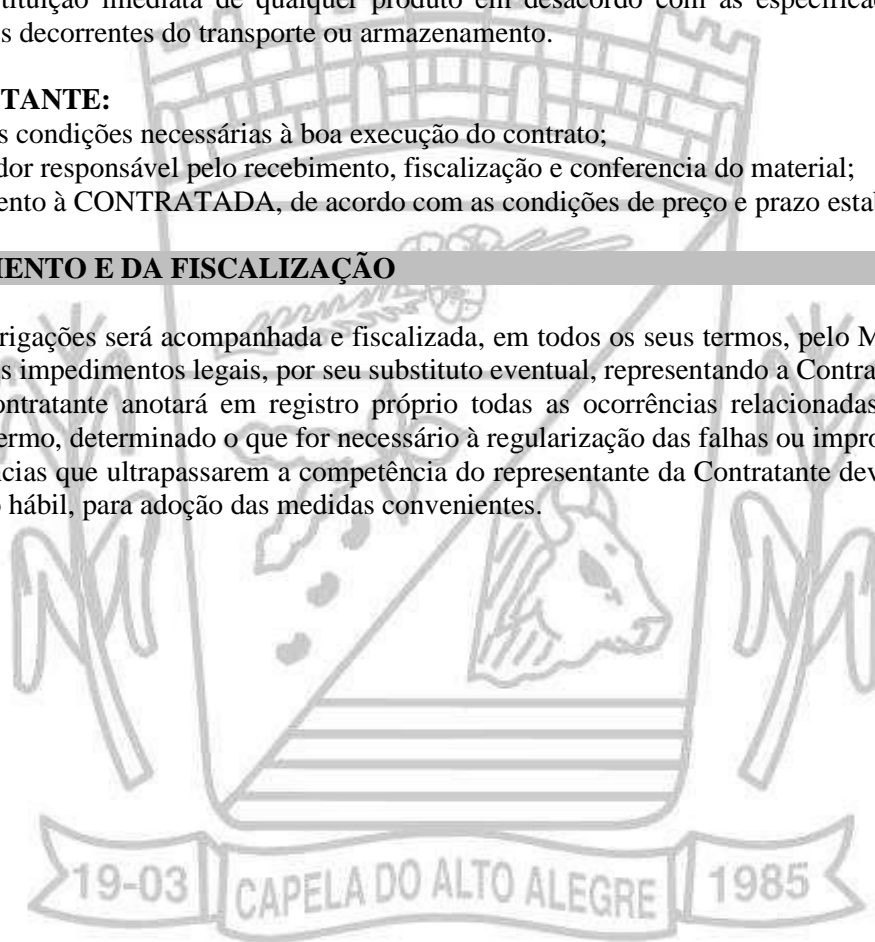 tituição imediata de qualquer produto em desacordo com as especifica
s decorrentes do transporte ou armazenamento.
TANTE:
s condições necessárias à boa execução do contrato;
dor responsável pelo recebimento, fiscalização e conferencia do material;
ento à CONTRATADA, de acordo com as condições de preço e prazo estab
MENTO E DA FISCALIZAÇÃO
rigações será acompanhada e fiscalizada, em todos os seus termos, pelo M
s impedimentos legais, por seu substituto eventual, representando a Contra
ontratante anotará em registro próprio todas as ocorrências relacionadas
ermo, determinado o que for necessário à regularização das falhas ou impro
ncias que ultrapassarem a competência do representante da Contratante dev
o hábil, para adoção das medidas convenientes.
19-03 CAPELA DO ALTO ALEGRE 1985